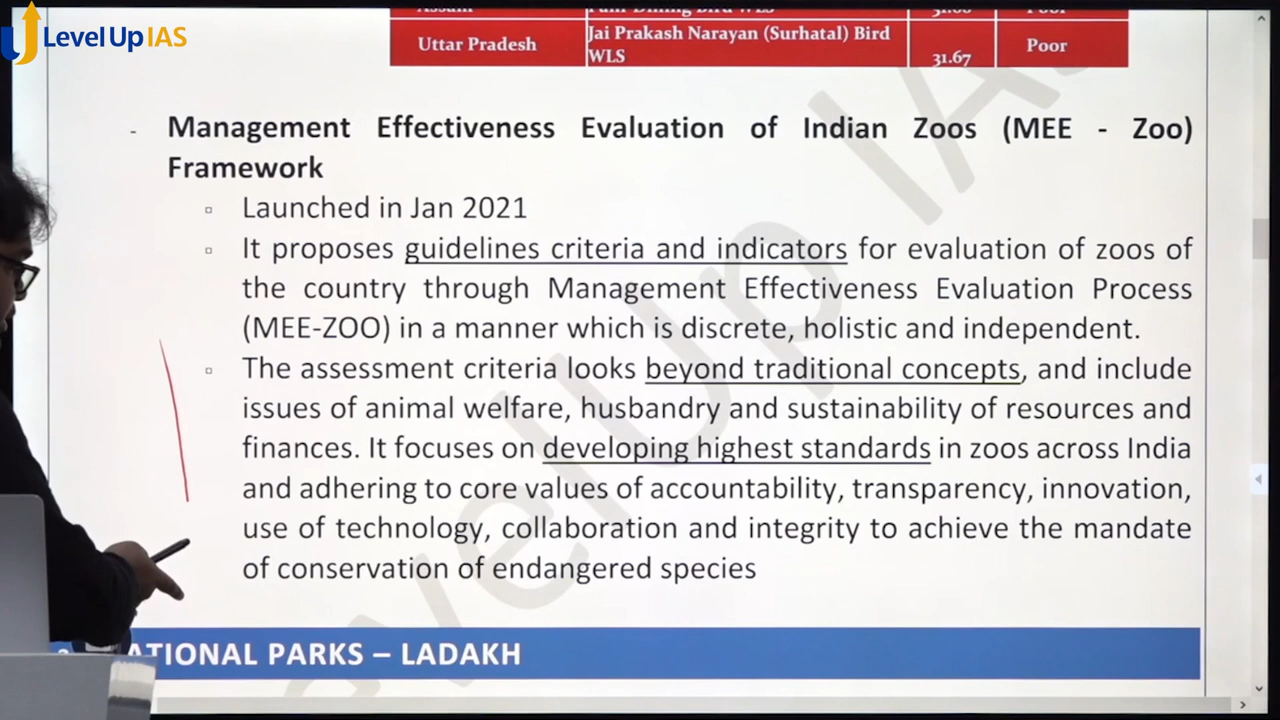 Level Up IAS
Uttar Pradesh
Jai Prakash Narayan (Surhatal) Bird
WLS
31.67
Poor
- Management Effectiveness Evaluation of Indian Zoos (MEE - Zoo)
Framework
Launched in Jan 2021
It proposes guidelines criteria and indicators for evaluation of zoos of
the country through Management Effectiveness Evaluation Process
(MEE-ZOO) in a manner which is discrete, holistic and independent.
The assessment criteria looks beyond traditional concepts, and include
issues of animal welfare, husbandry and sustainability of resources and
finances. It focuses on developing highest standards in zoos across India
and adhering to core values of accountability, transparency, innovation,
use of technology, collaboration and integrity to achieve the mandate
of conservation of endangered species
ATIONAL PARKS – LADAKH